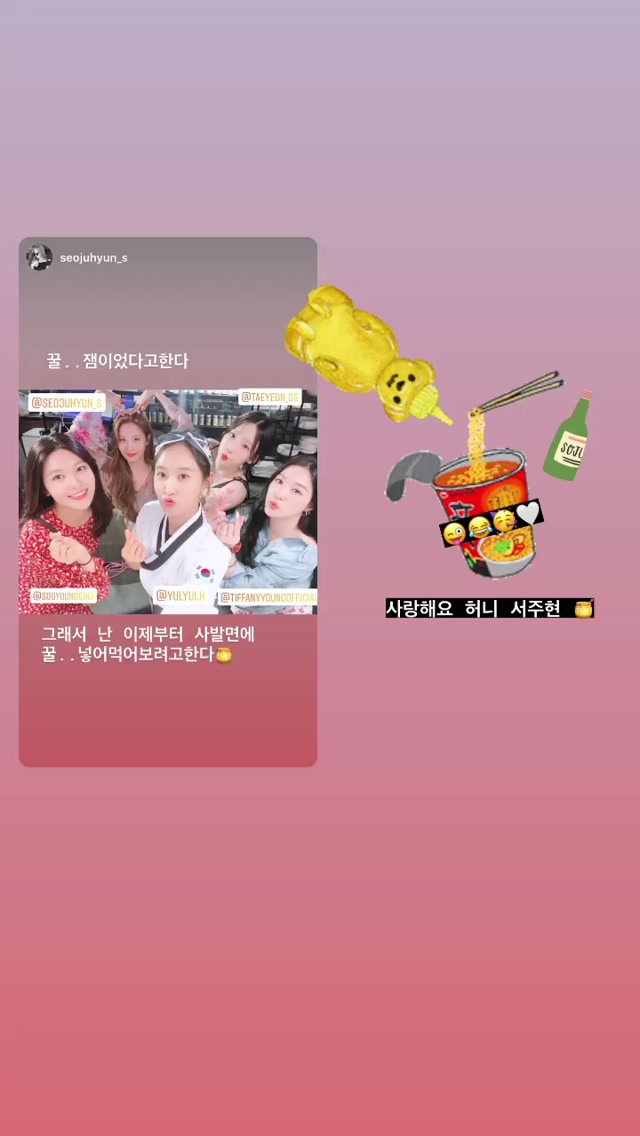 seojuhyun_s
꿀..잼이었다고한다
@SEOJUHYUN_S
@TAEYEON_SS
@SOOYOUNGCHOI
@YULYULK
@TIFFANYYOUNGOFFICIAL
그래서 난 이제부터 사발면에
꿀..넣어먹어보려고한다🍯
SOJU
辛
😜😂🥳🤍
사랑해요 허니 서주현 🍯